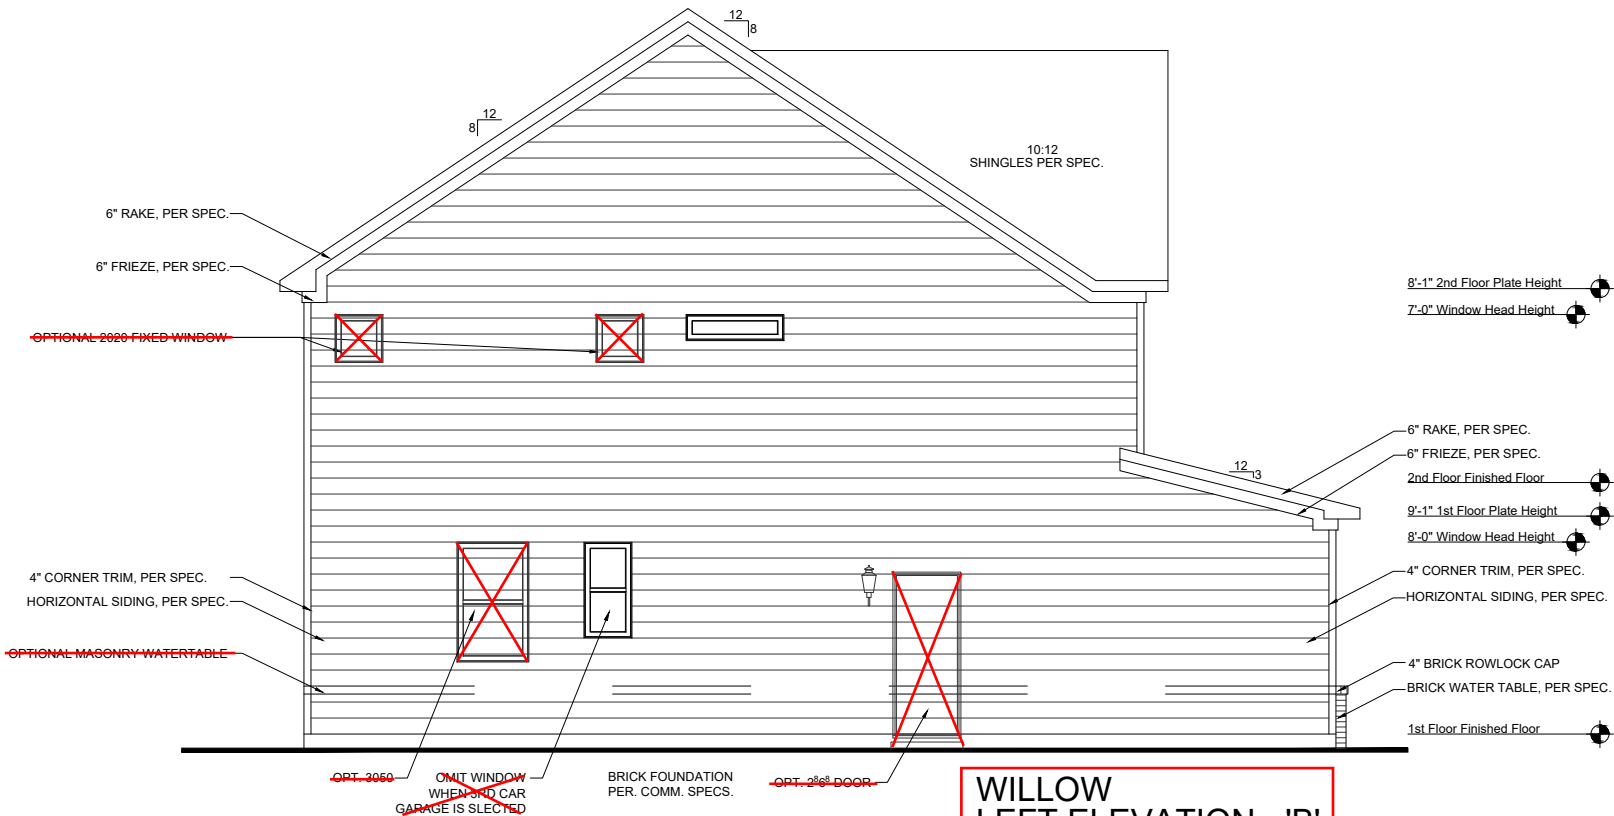 12
8
12
8
10:12
SHINGLES PER SPEC.
6" RAKE, PER SPEC.
6" FRIEZE, PER SPEC.
OPTIONAL 2020 FIXED WINDOW
8'-1" 2nd Floor Plate Height
7'-0" Window Head Height
6" RAKE, PER SPEC.
6" FRIEZE, PER SPEC.
12
3
2nd Floor Finished Floor
9'-1" 1st Floor Plate Height
8'-0" Window Head Height
4" CORNER TRIM, PER SPEC.
HORIZONTAL SIDING, PER SPEC.
OPTIONAL MASONRY WATERTABLE
4" CORNER TRIM, PER SPEC.
HORIZONTAL SIDING, PER SPEC.
4" BRICK ROWLOCK CAP
BRICK WATER TABLE, PER SPEC.
1st Floor Finished Floor
OPT. 3050
OMIT WINDOW
WHEN 3RD CAR
GARAGE IS SLECTED
BRICK FOUNDATION
PER. COMM. SPECS.
OPT. 2⁸6⁸ DOOR
WILLOW
LEFT ELEVATION - 'B'